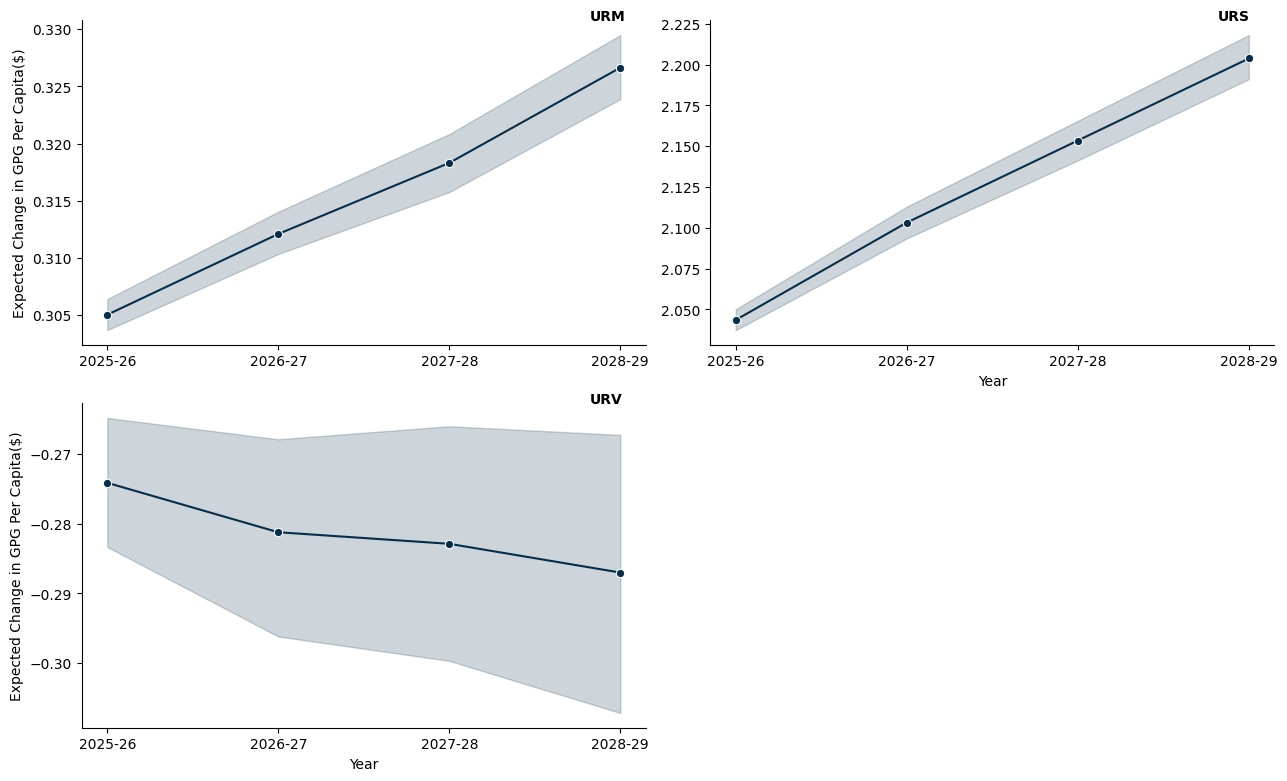 URM
Expected Change in GPG Per Capita($)
0.330
0.325
0.320
0.315
0.310
0.305
2025-26 2026-27 2027-28 2028-29
URS
2.225
2.200
2.175
2.150
2.125
2.100
2.075
2.050
2025-26 2026-27 2027-28 2028-29
Year
URV
Expected Change in GPG Per Capita($)
−0.27
−0.28
−0.29
−0.30
2025-26 2026-27 2027-28 2028-29
Year